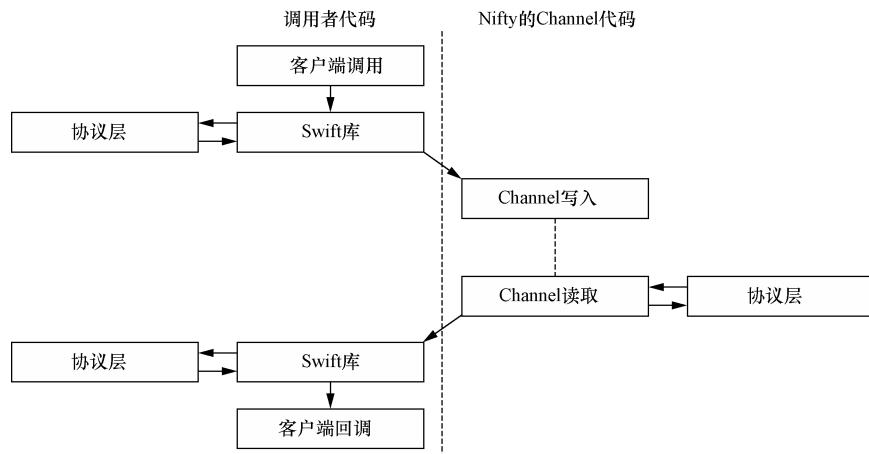 调用者代码
Nifty的Channel代码
客户端调用
协议层
Swift库
Channel写入
Channel读取
协议层
协议层
Swift库
客户端回调